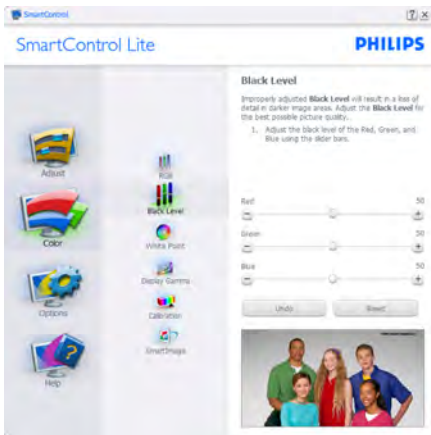 SmartControl
SmartControl Lite
PHILIPS
Adjust
Color
Options
Help
RGB
Black Level
White Point
Display Gamma
Calibration
SmartImage
Black Level
Improperly adjusted Black Level will result in a loss of
detail in darker image areas. Adjust the Black Level for
the best possible picture quality.
1. Adjust the black level of the Red, Green, and
Blue using the slider bars.
Red 50
Green 50
Blue 50
Undo Reset